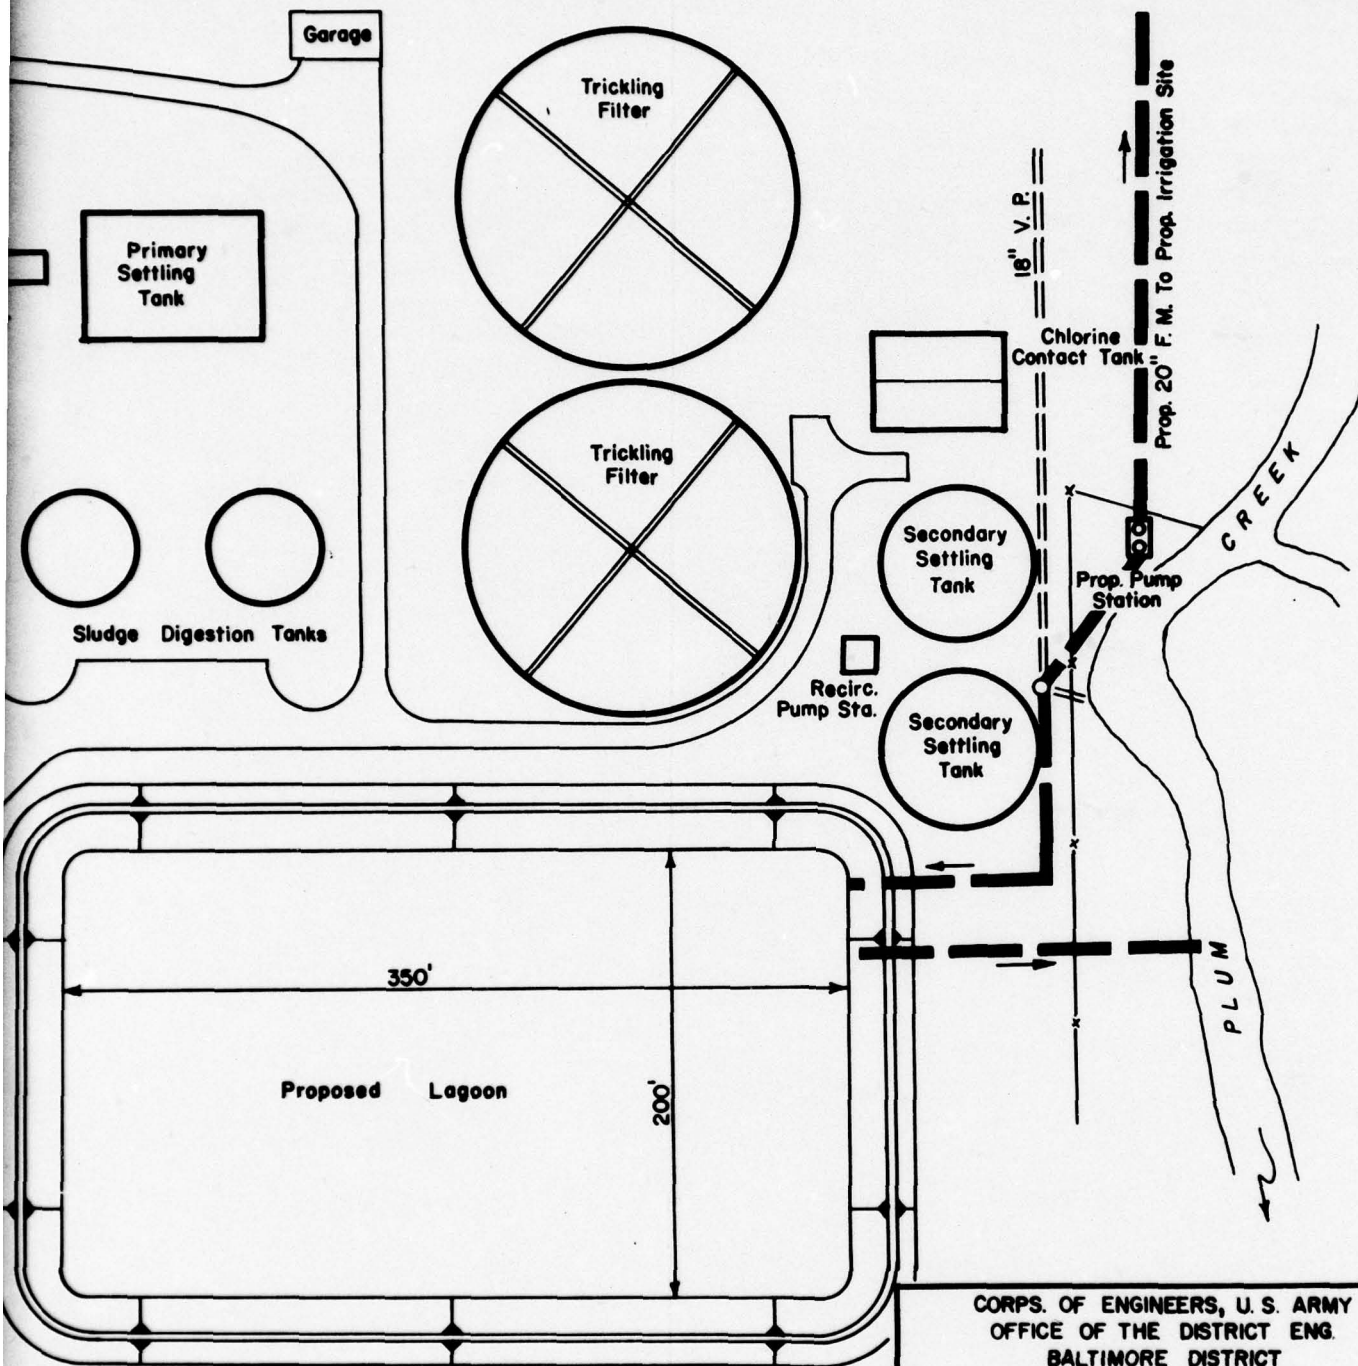 Garage
Trickling
Filter
Primary
Settling
Tank
18" V. P.
Prop. 20" F. M. To Prop. Irrigation Site
Chlorine
Contact Tank
Trickling
Filter
CREEK
Secondary
Settling
Tank
Prop. Pump
Station
Sludge Digestion Tanks
Recirc.
Pump Sta.
Secondary
Settling
Tank
350'
PLUM
Proposed Lagoon
200'
CORPS. OF ENGINEERS, U. S. ARMY
OFFICE OF THE DISTRICT ENG.
BALTIMORE DISTRICT